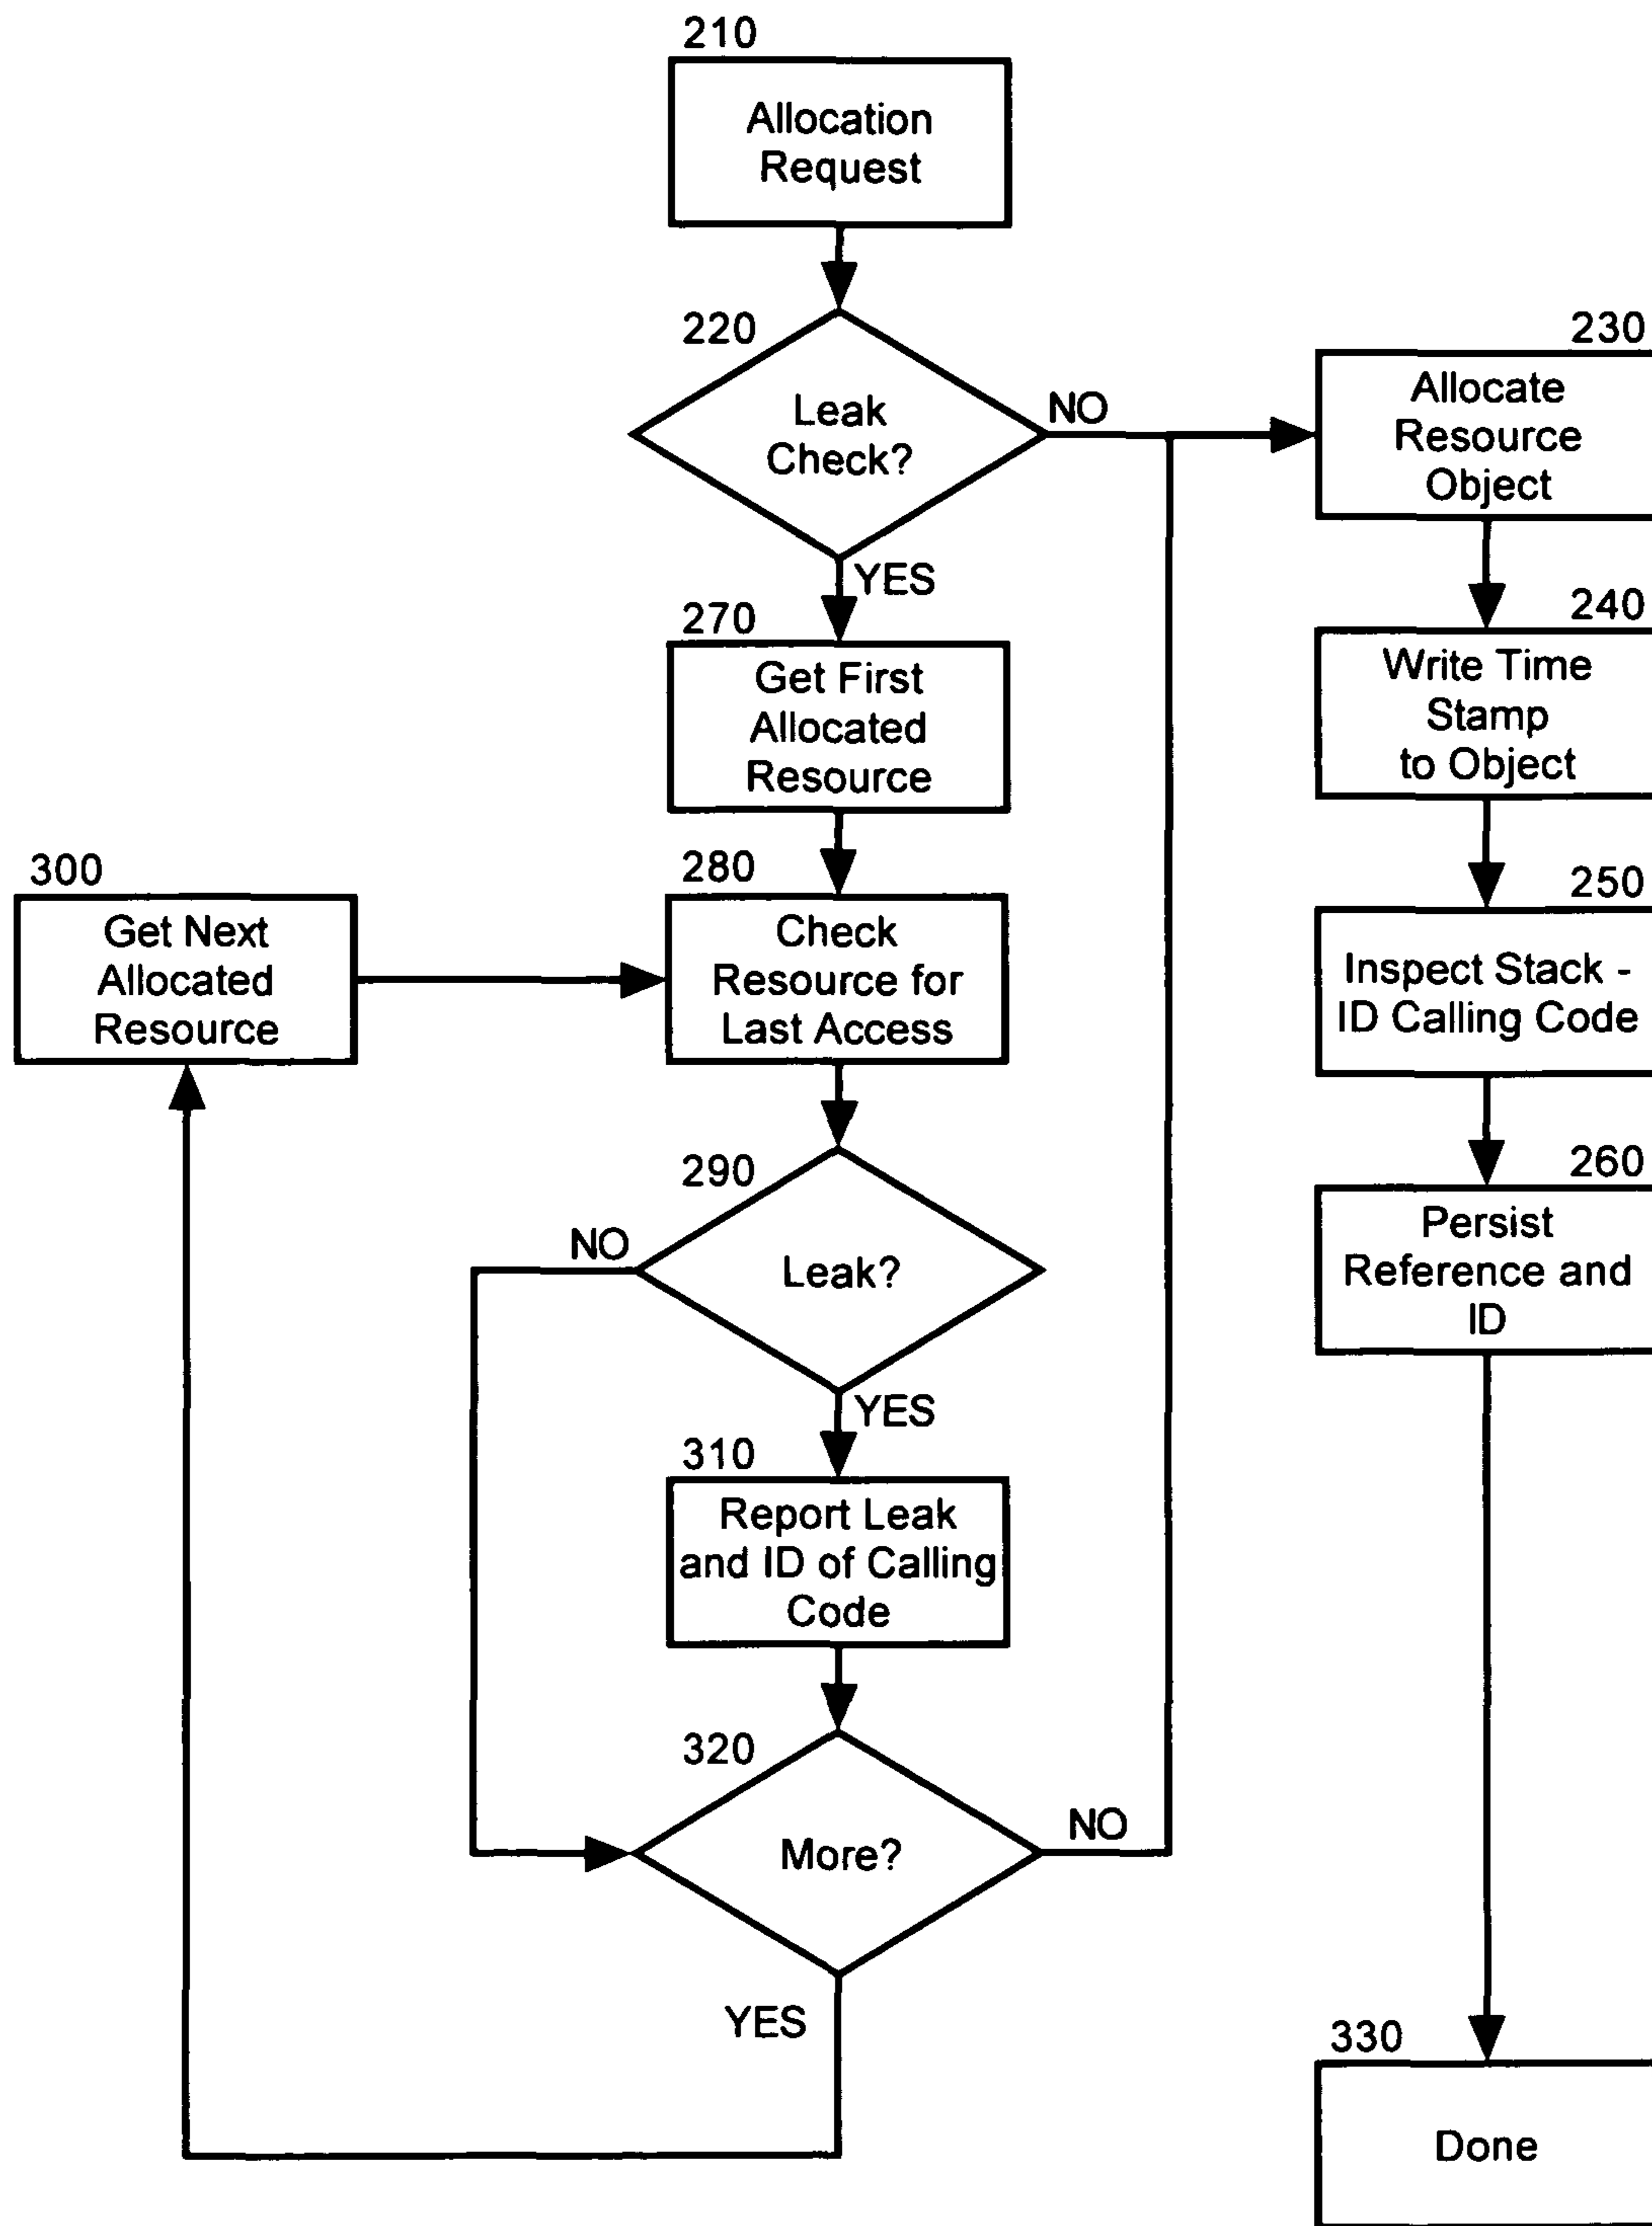 210
Allocation
Request
220
Leak
Check?
NO
YES
230
Allocate
Resource
Object
240
Write Time
Stamp
to Object
250
Inspect Stack -
ID Calling Code
260
Persist
Reference and
ID
270
Get First
Allocated
Resource
300
Get Next
Allocated
Resource
280
Check
Resource for
Last Access
290
NO
Leak?
YES
310
Report Leak
and ID of Calling
Code
320
More?
NO
YES
330
Done